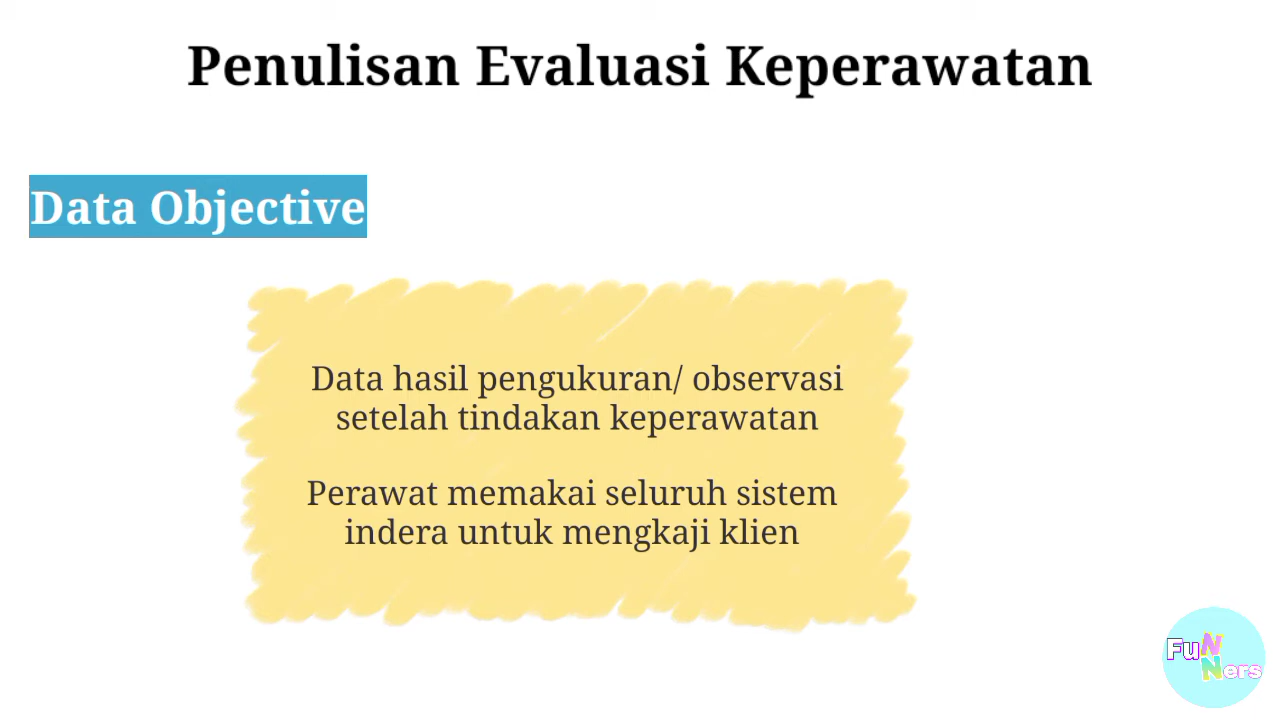 Penulisan Evaluasi Keperawatan
Data Objective
Data hasil pengukuran/ observasi
setelah tindakan keperawatan
Perawat memakai seluruh sistem
indera untuk mengkaji klien
FuN
Ners